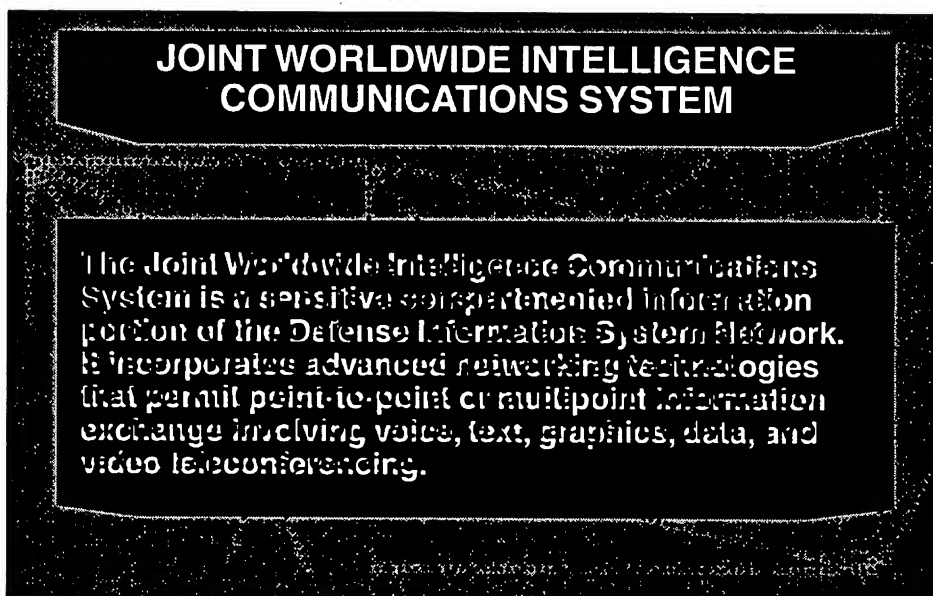 JOINT WORLDWIDE INTELLIGENCE
COMMUNICATIONS SYSTEM
The Joint Worldwide Intelligence Communications
System is a sensitive compartmented information
portion of the Defense Information System Network.
It incorporates advanced networking technologies
that permit point-to-point or multipoint information
exchange involving voice, text, graphics, data, and
video teleconferencing.